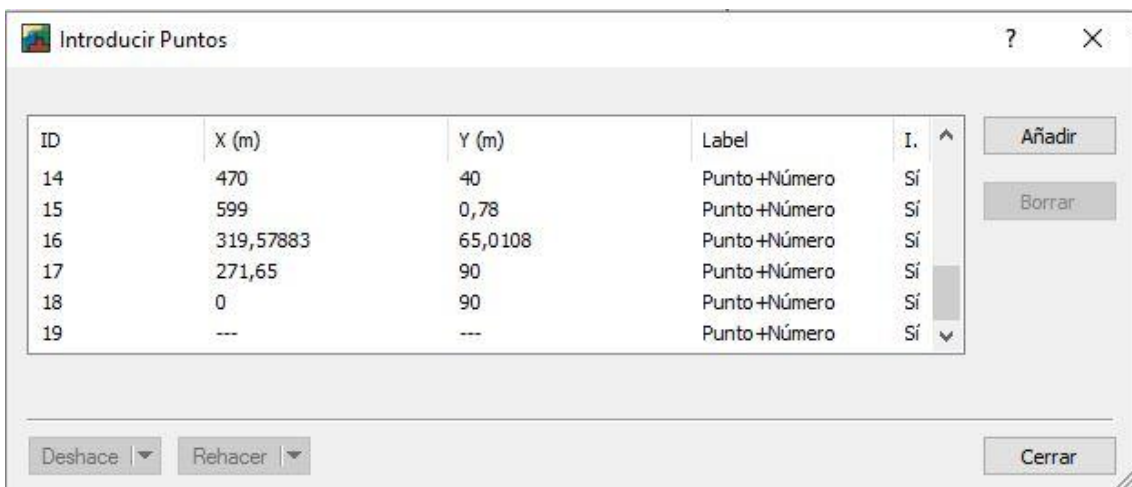 Introducir Puntos ?
ID X (m) Y (m) Label I. Añadir
14 470 40 Punto+Número Sí
15 599 0,78 Punto+Número Sí Borrar
16 319,57883 65,0108 Punto+Número Sí
17 271,65 90 Punto+Número Sí
18 0 90 Punto+Número Sí
19 --- --- Punto+Número Sí
Deshace Rehacer Cerrar